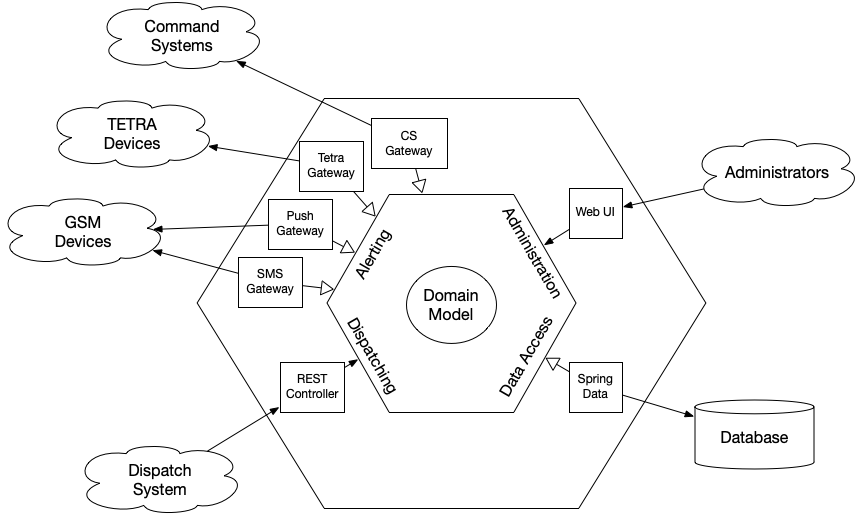 Command
Systems
TETRA
Devices
CS
Gateway
Tetra
Gateway
Administrators
GSM
Devices
Push
Gateway
Web UI
SMS
Gateway
Alerting
Administration
Domain
Model
Dispatching
Data Access
REST
Controller
Spring
Data
Database
Dispatch
System